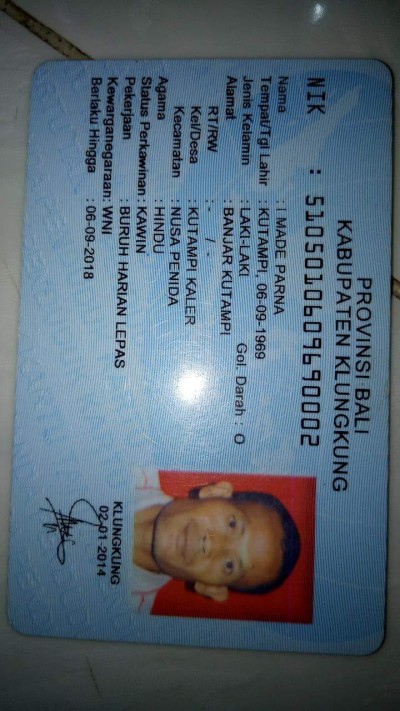 PROVINSI BALI
KABUPATEN KLUNGKUNG
NIK : 5105010609690002
Nama : I MADE PARNA
Tempat/Tgl Lahir : KUTAMPI, 06-09-1969
Jenis Kelamin : LAKI-LAKI Gol. Darah : O
Alamat : BANJAR KUTAMPI
RT/RW : - / -
Kel/Desa : KUTAMPI KALER
Kecamatan : NUSA PENIDA
Agama : HINDU
Status Perkawinan : KAWIN
Pekerjaan : BURUH HARIAN LEPAS
Kewarganegaraan: WNI
Berlaku Hingga : 06-09-2018
KLUNGKUNG
02-01-2014